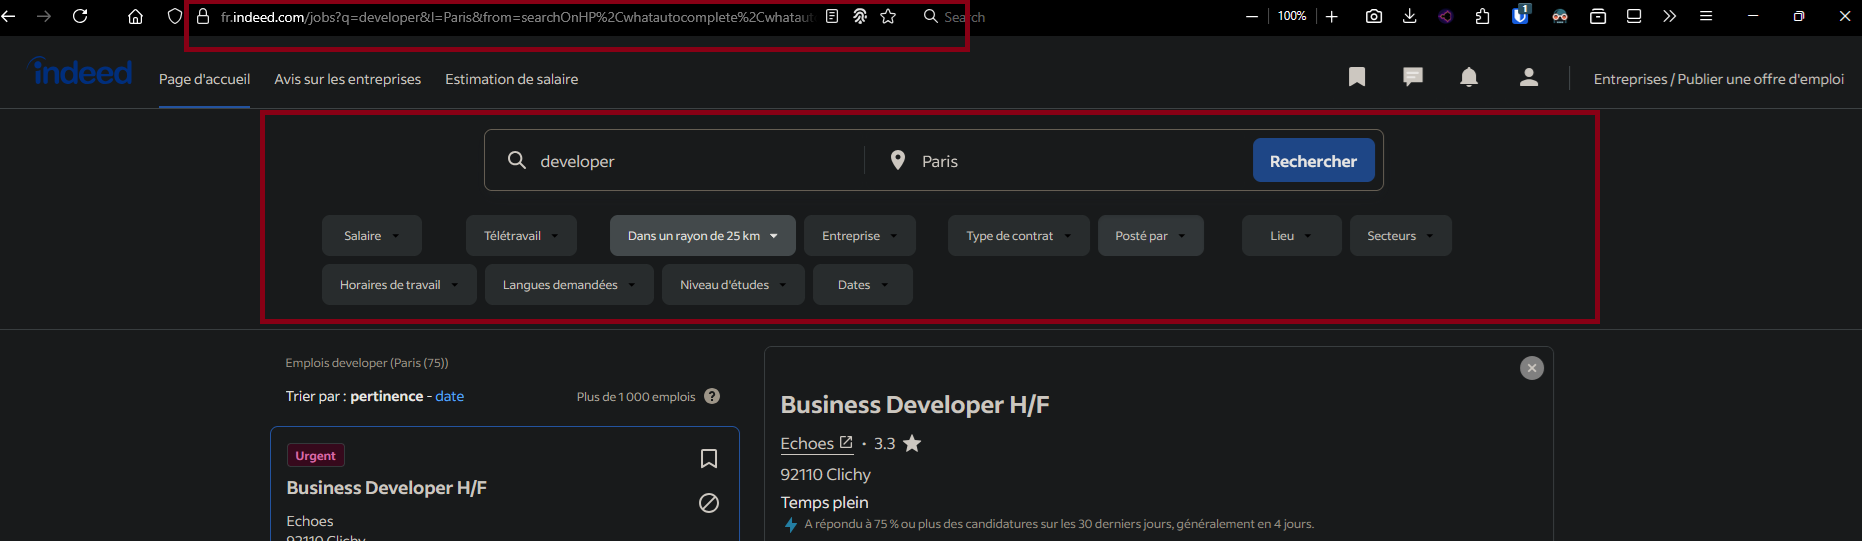 fr.indeed.com/jobs?q=developer&l=Paris&from=searchOnHP%2Cwhatautocomplete%2Cwhataut
Search
100%
1
indeed
Page d'accueil
Avis sur les entreprises
Estimation de salaire
Entreprises / Publier une offre d'emploi
developer
Paris
Rechercher
Salaire
Télétravail
Dans un rayon de 25 km
Entreprise
Type de contrat
Posté par
Lieu
Secteurs
Horaires de travail
Langues demandées
Niveau d'études
Dates
Emplois developer (Paris (75))
Trier par : pertinence - date
Plus de 1 000 emplois ?
Urgent
Business Developer H/F
Echoes
92110 Clichy
Business Developer H/F
Echoes · 3.3
92110 Clichy
Temps plein
A répondu à 75 % ou plus des candidatures sur les 30 derniers jours, généralement en 4 jours.